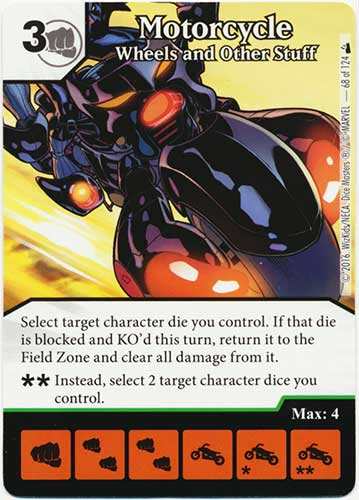 3
Motorcycle
Wheels and Other Stuff
68 of 124
©2016 WizKids/NECA. Dice Masters ®, © MARVEL
Select target character die you control. If that die
is blocked and KO'd this turn, return it to the
Field Zone and clear all damage from it.
** Instead, select 2 target character dice you
control.
Max: 4
*
**